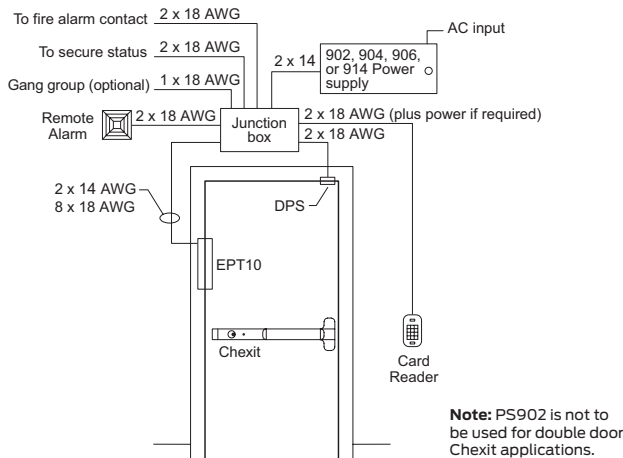 To fire alarm contact
2 x 18 AWG
To secure status
2 x 18 AWG
Gang group (optional)
1 x 18 AWG
Remote
Alarm
2 x 18 AWG
Junction
box
2 x 14
902, 904, 906,
or 914 Power
supply
AC input
2 x 18 AWG (plus power if required)
2 x 18 AWG
2 x 14 AWG
8 x 18 AWG
DPS
EPT10
Chexit
Card
Reader
Note: PS902 is not to
be used for double door
Chexit applications.